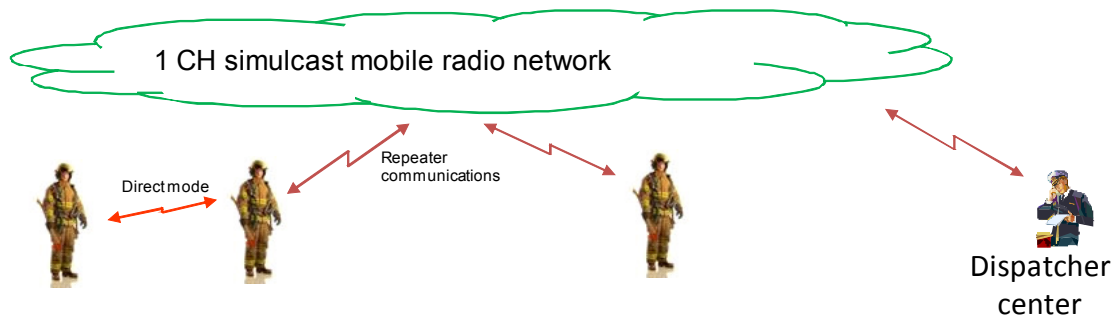 1 CH simulcast mobile radio network
Repeater
communications
Direct mode
Dispatcher
center